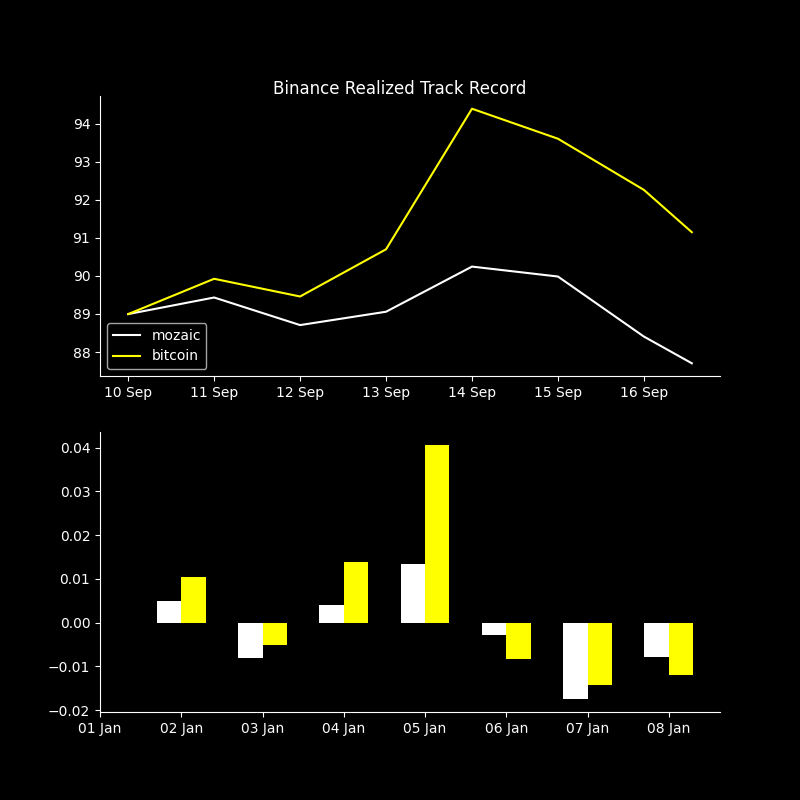 Binance Realized Track Record
94
93
92
91
90
89
88
mozaic
bitcoin
10 Sep 11 Sep 12 Sep 13 Sep 14 Sep 15 Sep 16 Sep
0.04
0.03
0.02
0.01
0.00
−0.01
−0.02
01 Jan 02 Jan 03 Jan 04 Jan 05 Jan 06 Jan 07 Jan 08 Jan